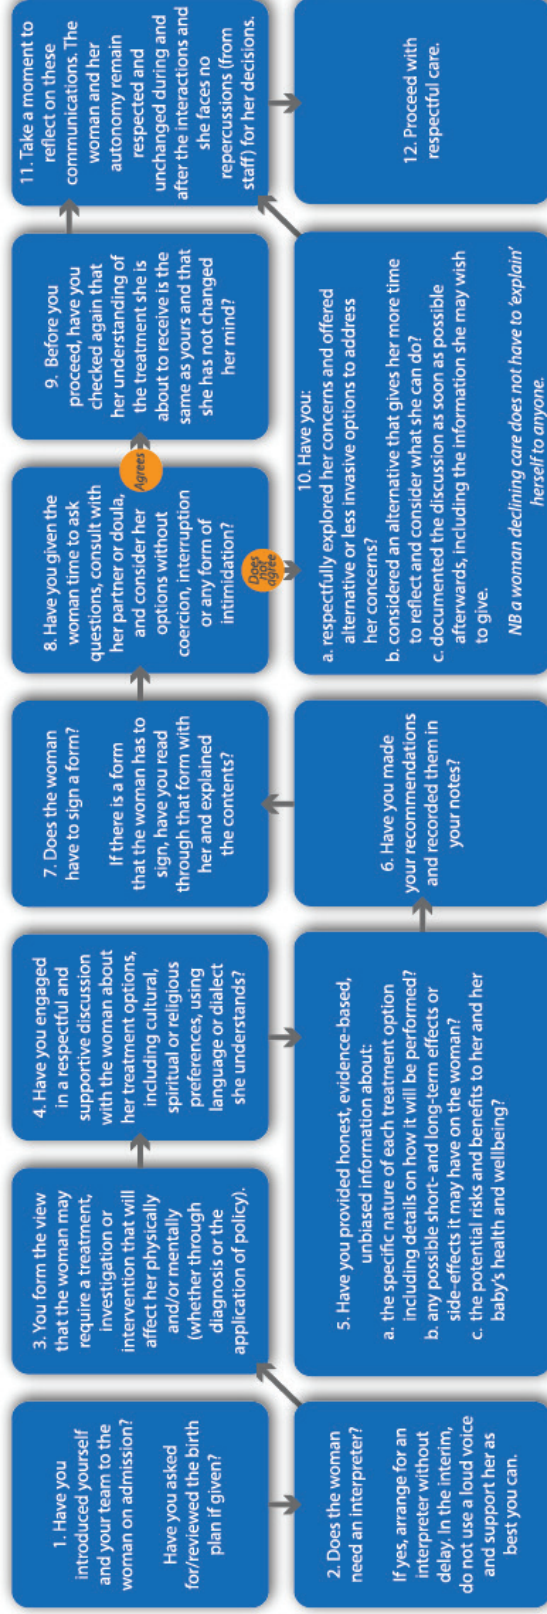 1. Have you
introduced yourself
and your team to the
woman on admission?
Have you asked
for/reviewed the birth
plan if given?
2. Does the woman
need an interpreter?
If yes, arrange for an
interpreter without
delay. In the interim,
do not use a loud voice
and support her as
best you can.
3. You form the view
that the woman may
require a treatment,
investigation or
intervention that will
affect her physically
and/or mentally
(whether through
diagnosis or the
application of policy).
4. Have you engaged
in a respectful and
supportive discussion
with the woman about
her treatment options,
including cultural,
spiritual or religious
preferences, using
language or dialect
she understands?
5. Have you provided honest, evidence-based,
unbiased information about:
a. the specific nature of each treatment option
including details on how it will be performed?
b. any possible short- and long-term effects or
side-effects it may have on the woman?
c. the potential risks and benefits to her and her
baby's health and wellbeing?
6. Have you made
your recommendations
and recorded them in
your notes?
7. Does the woman
have to sign a form?
If there is a form
that the woman has to
sign, have you read
through that form with
her and explained
the contents?
8. Have you given the
woman time to ask
questions, consult with
her partner or doula,
and consider her
options without
coercion, interruption
or any form of
intimidation?
Agrees
Does
not
agree
9. Before you
proceed, have you
checked again that
her understanding of
the treatment she is
about to receive is the
same as yours and that
she has not changed
her mind?
10. Have you:
a. respectfully explored her concerns and offered
alternative or less invasive options to address
her concerns?
b. considered an alternative that gives her more time
to reflect and consider what she can do?
c. documented the discussion as soon as possible
afterwards, including the information she may wish
to give.
NB a woman declining care does not have to 'explain'
herself to anyone.
11. Take a moment to
reflect on these
communications. The
woman and her
autonomy remain
respected and
unchanged during and
after the interactions and
she faces no
repercussions (from
staff) for her decisions.
12. Proceed with
respectful care.